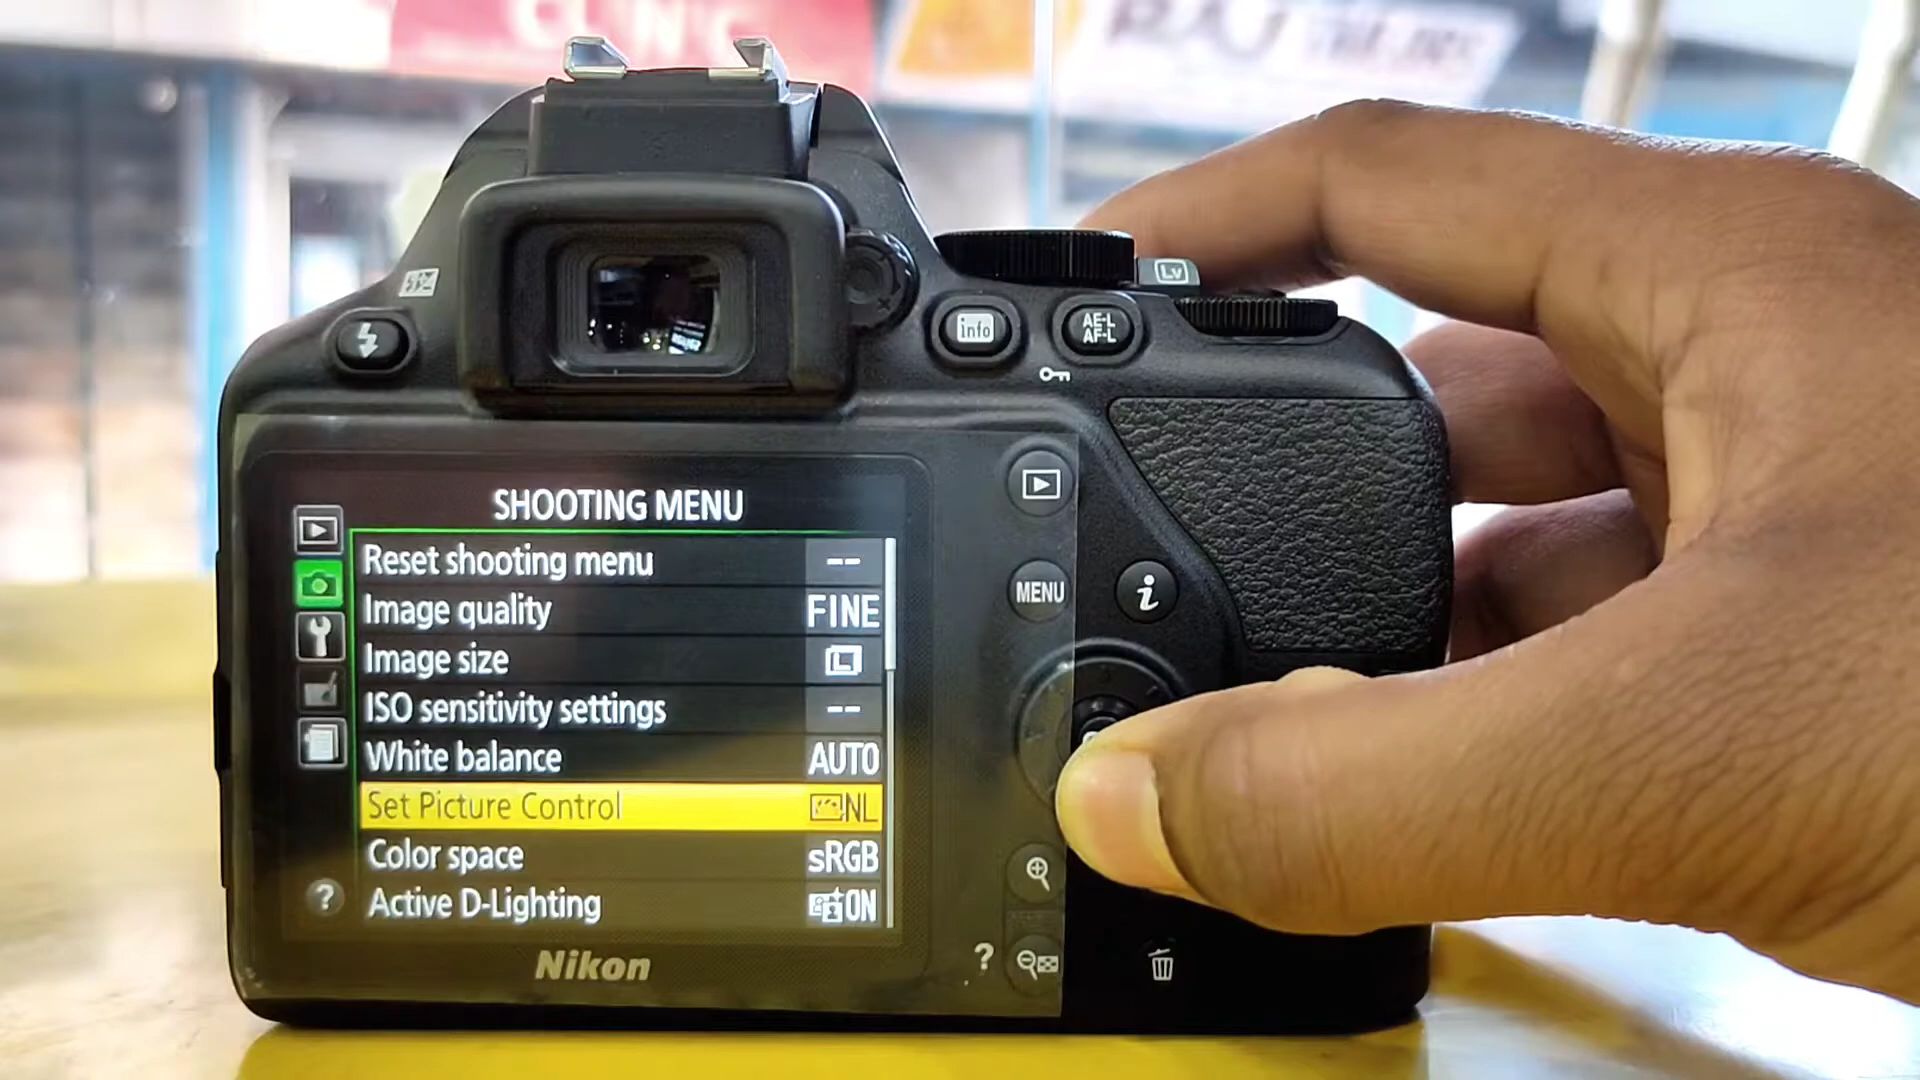 Lv
info
AE-L
AF-L
SHOOTING MENU
Reset shooting menu --
Image quality FINE
Image size L
ISO sensitivity settings --
White balance AUTO
Set Picture Control NL
Color space sRGB
Active D-Lighting ON
?
MENU
i
Nikon
?